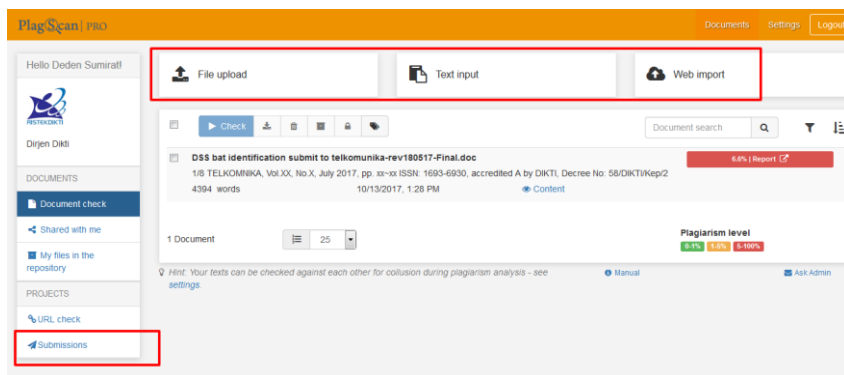 PlagScan | PRO
Documents
Settings
Logout
Hello Deden Sumirat!
RISTEKDIKTI
Dirjen Dikti
DOCUMENTS
Document check
Shared with me
My files in the
repository
PROJECTS
URL check
Submissions
File upload
Text input
Web import
Check
Document search
DSS bat identification submit to telkomunika-rev180517-Final.doc
6.6% | Report
1/8 TELKOMNIKA, Vol.XX, No.X, July 2017, pp. xx~xx ISSN: 1693-6930, accredited A by DIKTI, Decree No: 58/DIKTI/Kep/2
4394 words
10/13/2017, 1:28 PM
Content
1 Document
25
Plagiarism level
0-1% 1-5% 5-100%
Hint: Your texts can be checked against each other for collusion during plagiarism analysis - see
settings.
Manual
Ask Admin